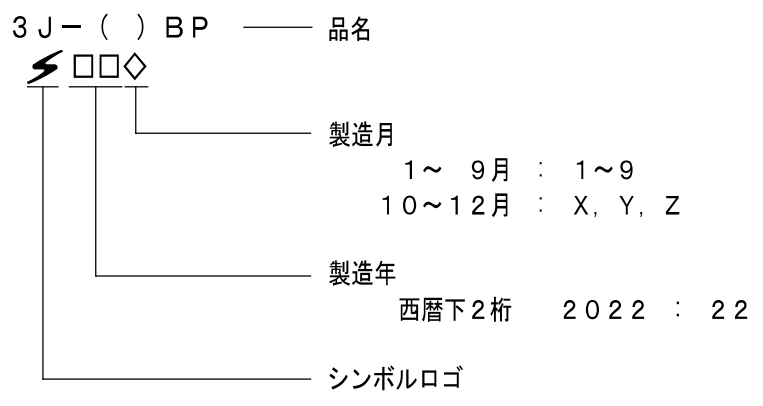 3J－(　)BP　品名
□□◇
製造月
1～　9月　:　1～9
10～12月　:　X, Y, Z
製造年
西暦下2桁　2022　:　22
シンボルロゴ